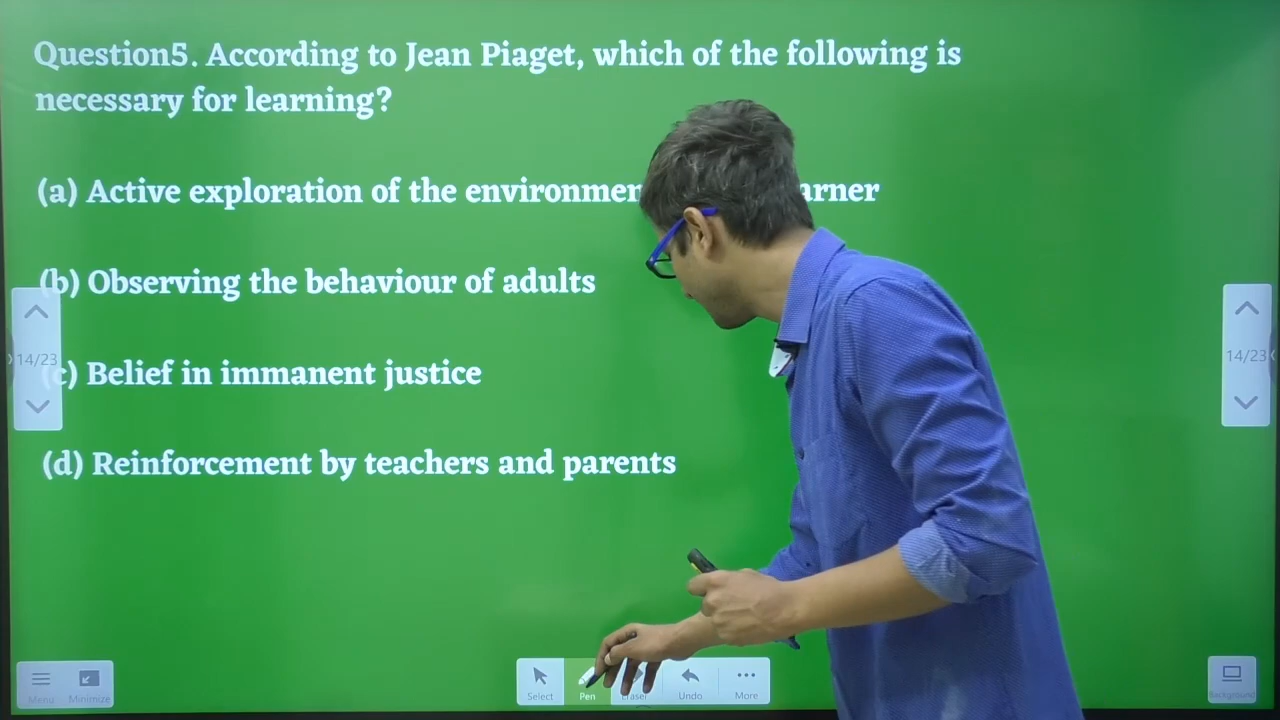 Question5. According to Jean Piaget, which of the following is
necessary for learning?
(a) Active exploration of the
(b) Observing the behaviour of adults
(c) Belief in immanent justice
(d) Reinforcement by teachers and parents
14/23
14/23
Menu
Minimize
Select
Pen
Eraser
Undo
More
Background